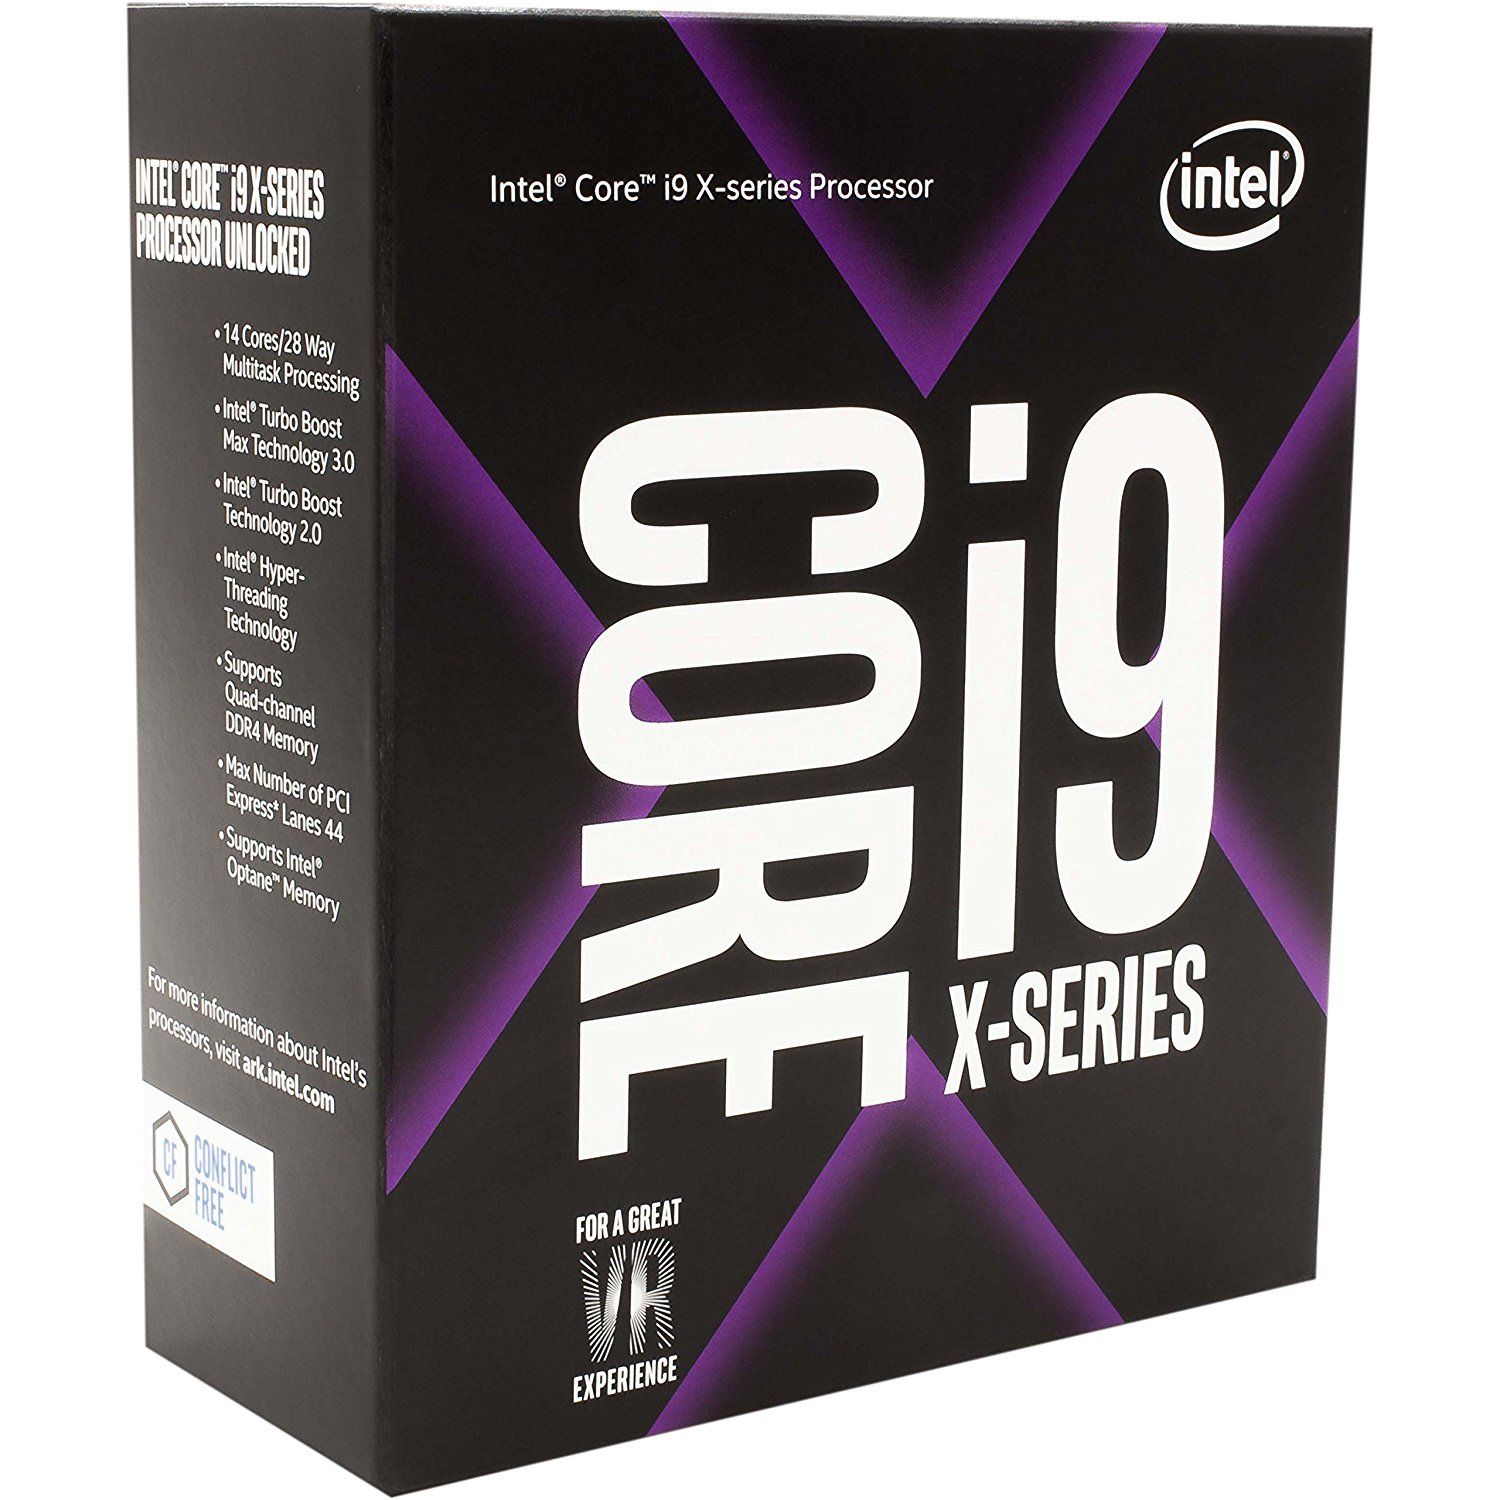 INTEL® CORE™ i9 X-SERIES
PROCESSOR UNLOCKED
• 14 Cores/28 Way
Multitask Processing
• Intel® Turbo Boost
Max Technology 3.0
• Intel® Turbo Boost
Technology 2.0
• Intel® Hyper-
Threading
Technology
• Supports
Quad-channel
DDR4 Memory
• Max Number of PCI
Express* Lanes 44
• Supports Intel®
Optane™ Memory
For more information about Intel's
processors, visit ark.intel.com
CF
CONFLICT
FREE
Intel® Core™ i9 X-series Processor
intel®
CORE
i9
X-SERIES
FOR A GREAT
VR
EXPERIENCE